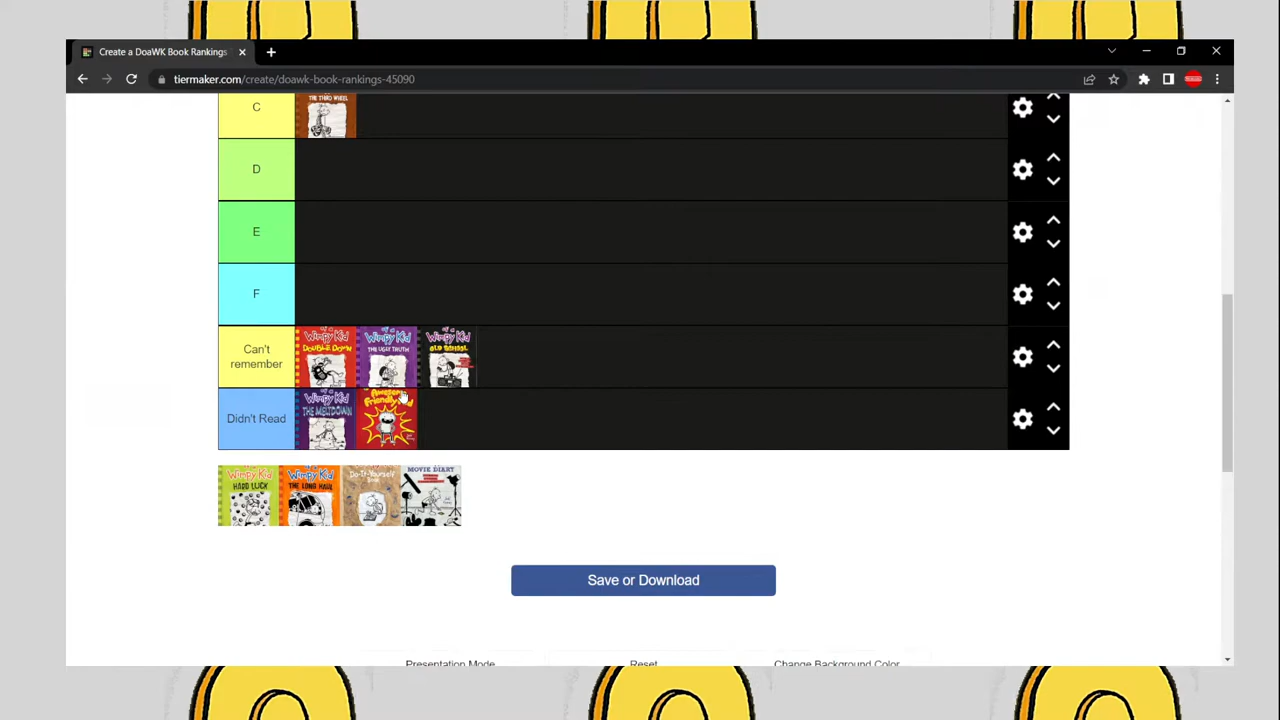 Create a DoaWK Book Rankings
tiermaker.com/create/doawk-book-rankings-45090
C
THE THIRD WHEEL
D
E
F
Can't
remember
Wimpy Kid
DOUBLE DOWN
Wimpy Kid
THE UGLY TRUTH
Wimpy Kid
OLD SCHOOL
Didn't Read
Wimpy Kid
THE MELTDOWN
Awesome
Friendly
Wimpy Kid
HARD LUCK
Wimpy Kid
THE LONG HAUL
Do-It-Yourself
Book
MOVIE DIARY
Save or Download
Presentation Mode
Reset
Change Background Color